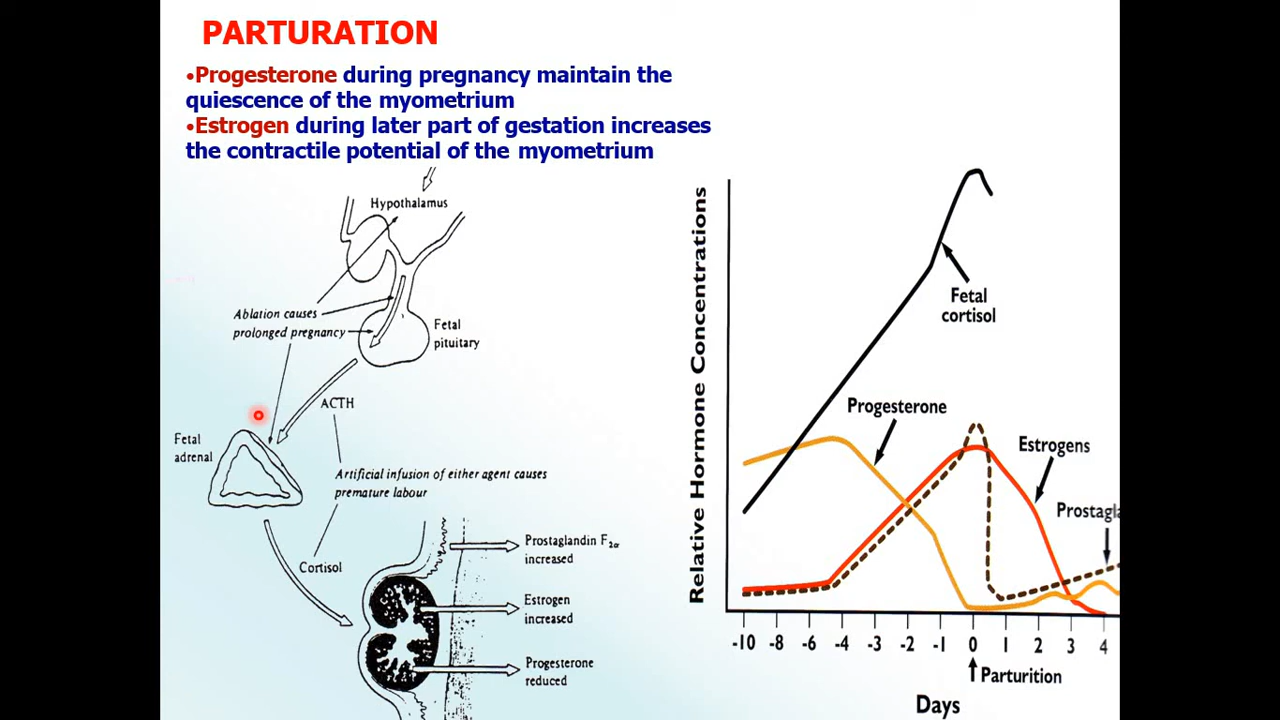 PARTURATION
•Progesterone during pregnancy maintain the
quiescence of the myometrium
•Estrogen during later part of gestation increases
the contractile potential of the myometrium
Hypothalamus
Ablation causes
prolonged pregnancy
Fetal
pituitary
ACTH
Fetal
adrenal
Artificial infusion of either agent causes
premature labour
Cortisol
Prostaglandin F2α
increased
Estrogen
increased
Progesterone
reduced
Relative Hormone Concentrations
Fetal
cortisol
Progesterone
Estrogens
Prostagla
-10 -8 -6 -4 -3 -2 -1 0 1 2 3 4
Parturition
Days